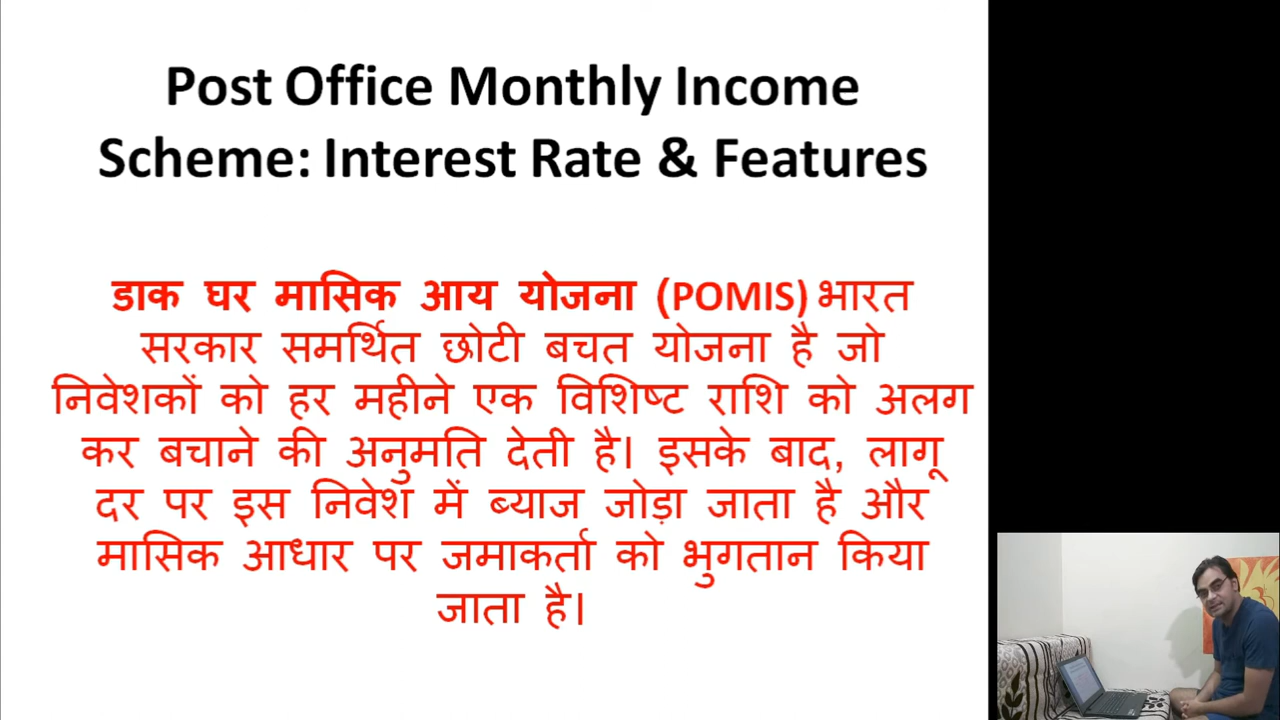 Post Office Monthly Income
Scheme: Interest Rate & Features
डाक घर मासिक आय योजना (POMIS) भारत
सरकार समर्थित छोटी बचत योजना है जो
निवेशकों को हर महीने एक विशिष्ट राशि को अलग
कर बचाने की अनुमति देती है। इसके बाद, लागू
दर पर इस निवेश में ब्याज जोड़ा जाता है और
मासिक आधार पर जमाकर्ता को भुगतान किया
जाता है।